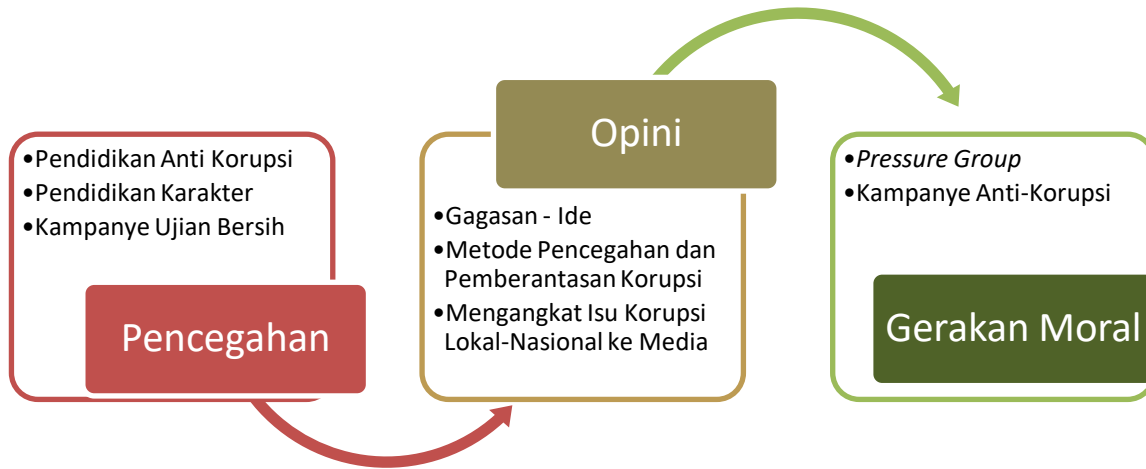 •Pendidikan Anti Korupsi
•Pendidikan Karakter
•Kampanye Ujian Bersih
Pencegahan
Opini
•Gagasan - Ide
•Metode Pencegahan dan
Pemberantasan Korupsi
•Mengangkat Isu Korupsi
Lokal-Nasional ke Media
•Pressure Group
•Kampanye Anti-Korupsi
Gerakan Moral